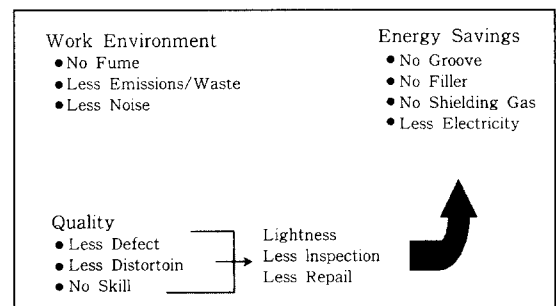 Work Environment
● No Fume
● Less Emissions/Waste
● Less Noise
Energy Savings
● No Groove
● No Filler
● No Shielding Gas
● Less Electricity
Quality
● Less Defect
● Less Distortoin
● No Skill
Lightness
Less Inspection
Less Repail